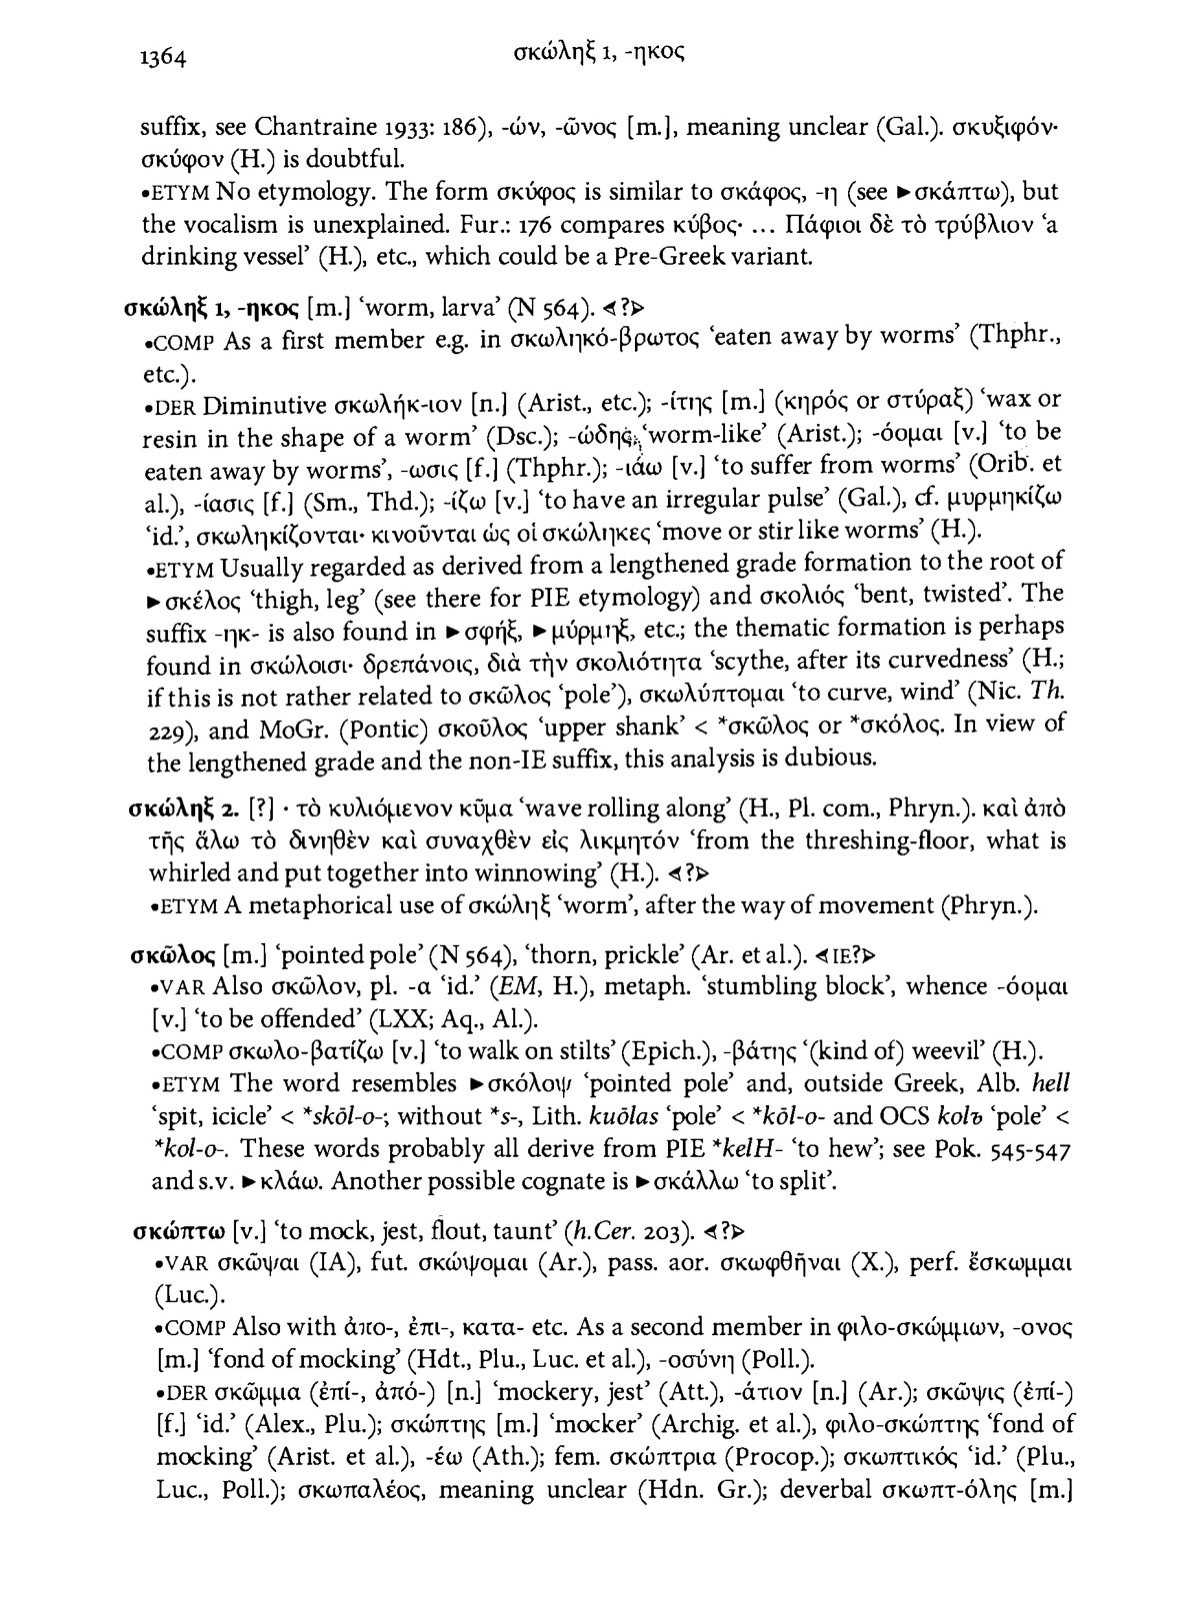 1364
σκώληξ 1, -ηκος
suffix, see Chantraine 1933: 186), -ών, -ῶνος [m.], meaning unclear (Gal.). σκυξιφόν·
σκύφον (H.) is doubtful.
•ETYM No etymology. The form σκύφος is similar to σκάφος, -η (see ►σκάπτω), but
the vocalism is unexplained. Fur.: 176 compares κύβος· ... Πάφιοι δὲ τὸ τρύβλιον ‘a
drinking vessel’ (H.), etc., which could be a Pre-Greek variant.
σκώληξ 1, -ηκος [m.] ‘worm, larva’ (N 564). ⋖?⋗
•COMP As a first member e.g. in σκωληκό-βρωτος ‘eaten away by worms’ (Thphr.,
etc.).
•DER Diminutive σκωλήκ-ιον [n.] (Arist., etc.); -ίτης [m.] (κηρός or στύραξ) ‘wax or
resin in the shape of a worm’ (Dsc.); -ώδης ‘worm-like’ (Arist.); -όομαι [v.] ‘to be
eaten away by worms’, -ωσις [f.] (Thphr.); -ιάω [v.] ‘to suffer from worms’ (Orib. et
al.), -ίασις [f.] (Sm., Thd.); -ίζω [v.] ‘to have an irregular pulse’ (Gal.), cf. μυρμηκίζω
‘id.’, σκωληκίζονται· κινοῦνται ὡς οἱ σκώληκες ‘move or stir like worms’ (H.).
•ETYM Usually regarded as derived from a lengthened grade formation to the root of
►σκέλος ‘thigh, leg’ (see there for PIE etymology) and σκολιός ‘bent, twisted’. The
suffix -ηκ- is also found in ►σφήξ, ►μύρμηξ, etc.; the thematic formation is perhaps
found in σκώλοισι· δρεπάνοις, διὰ τὴν σκολιότητα ‘scythe, after its curvedness’ (H.;
if this is not rather related to σκῶλος ‘pole’), σκωλύπτομαι ‘to curve, wind’ (Nic. Th.
229), and MoGr. (Pontic) σκοῦλος ‘upper shank’ < *σκῶλος or *σκόλος. In view of
the lengthened grade and the non-IE suffix, this analysis is dubious.
σκώληξ 2. [?] · τὸ κυλιόμενον κῦμα ‘wave rolling along’ (H., Pl. com., Phryn.). καὶ ἀπὸ
τῆς ἅλω τὸ δινηθὲν καὶ συναχθὲν εἰς λικμητόν ‘from the threshing-floor, what is
whirled and put together into winnowing’ (H.). ⋖?⋗
•ETYM A metaphorical use of σκώληξ ‘worm’, after the way of movement (Phryn.).
σκῶλος [m.] ‘pointed pole’ (N 564), ‘thorn, prickle’ (Ar. et al.). ⋖IE?⋗
•VAR Also σκῶλον, pl. -α ‘id.’ (EM, H.), metaph. ‘stumbling block’, whence -όομαι
[v.] ‘to be offended’ (LXX; Aq., Al.).
•COMP σκωλο-βατίζω [v.] ‘to walk on stilts’ (Epich.), -βάτης ‘(kind of) weevil’ (H.).
•ETYM The word resembles ►σκόλοψ ‘pointed pole’ and, outside Greek, Alb. hell
‘spit, icicle’ < *skōl-o-; without *s-, Lith. kuõlas ‘pole’ < *kōl-o- and OCS kolъ ‘pole’ <
*kol-o-. These words probably all derive from PIE *kelH- ‘to hew’; see Pok. 545-547
and s.v. ►κλάω. Another possible cognate is ►σκάλλω ‘to split’.
σκώπτω [v.] ‘to mock, jest, flout, taunt’ (h.Cer. 203). ⋖?⋗
•VAR σκῶψαι (IA), fut. σκώψομαι (Ar.), pass. aor. σκωφθῆναι (X.), perf. ἔσκωμμαι
(Luc.).
•COMP Also with ἀπο-, ἐπι-, κατα- etc. As a second member in φιλο-σκώμμων, -ονος
[m.] ‘fond of mocking’ (Hdt., Plu., Luc. et al.), -οσύνη (Poll.).
•DER σκῶμμα (ἐπί-, ἀπό-) [n.] ‘mockery, jest’ (Att.), -άτιον [n.] (Ar.); σκῶψις (ἐπί-)
[f.] ‘id.’ (Alex., Plu.); σκώπτης [m.] ‘mocker’ (Archig. et al.), φιλο-σκώπτης ‘fond of
mocking’ (Arist. et al.), -έω (Ath.); fem. σκώπτρια (Procop.); σκωπτικός ‘id.’ (Plu.,
Luc., Poll.); σκωπαλέος, meaning unclear (Hdn. Gr.); deverbal σκωπτ-όλης [m.]